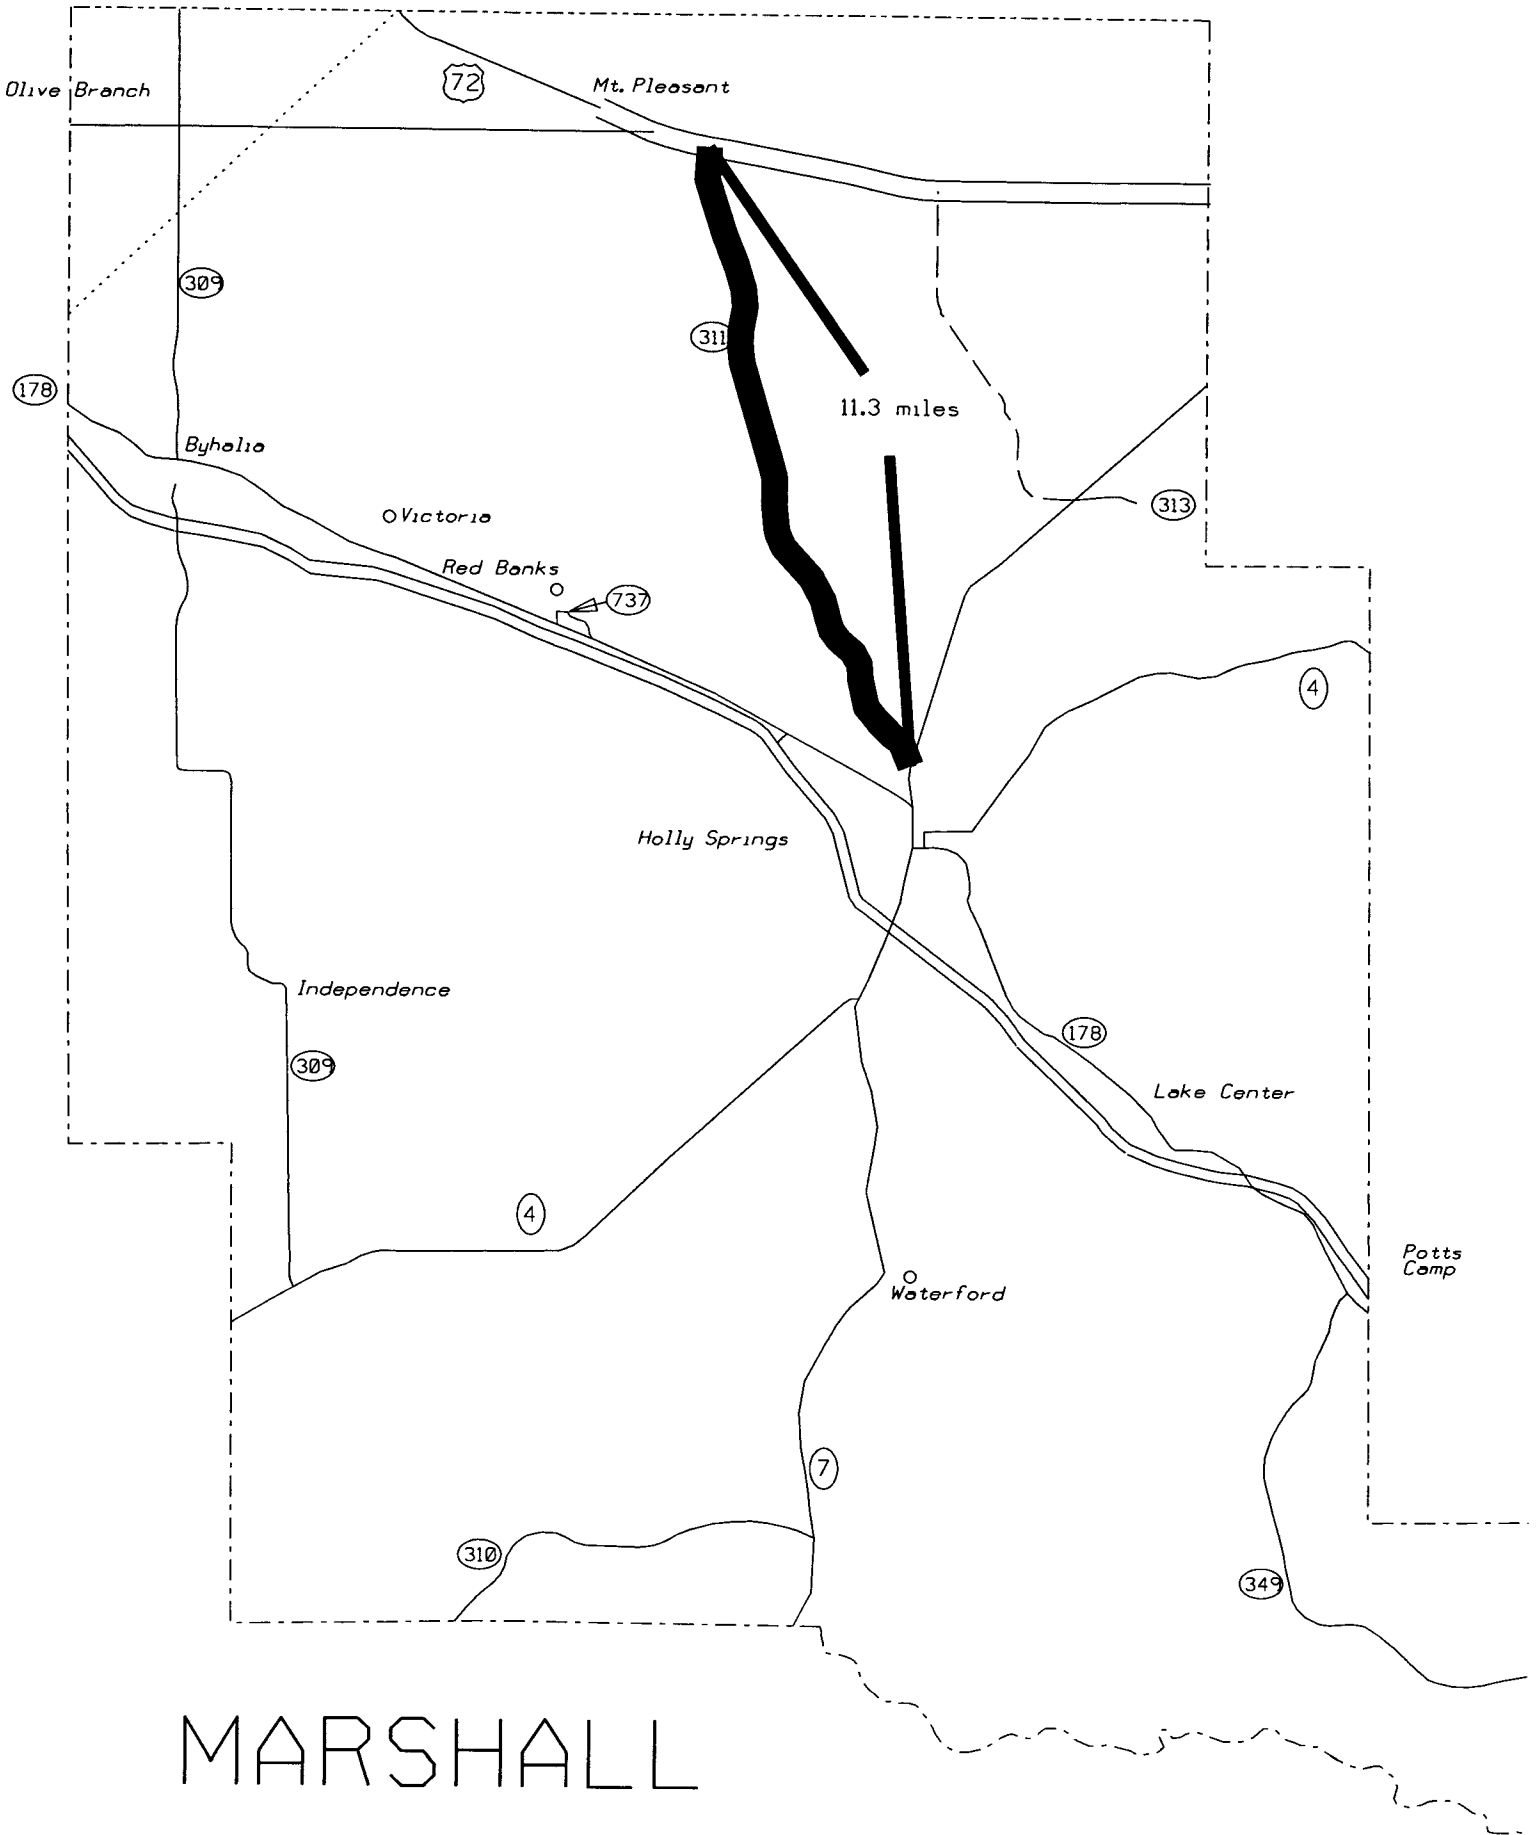 72
Mt. Pleasant
Olive Branch
309
311
178
11.3 miles
Byhalia
313
Victoria
Red Banks
737
4
Holly Springs
Independence
178
309
Lake Center
4
Potts
Camp
Waterford
7
310
349
MARSHALL